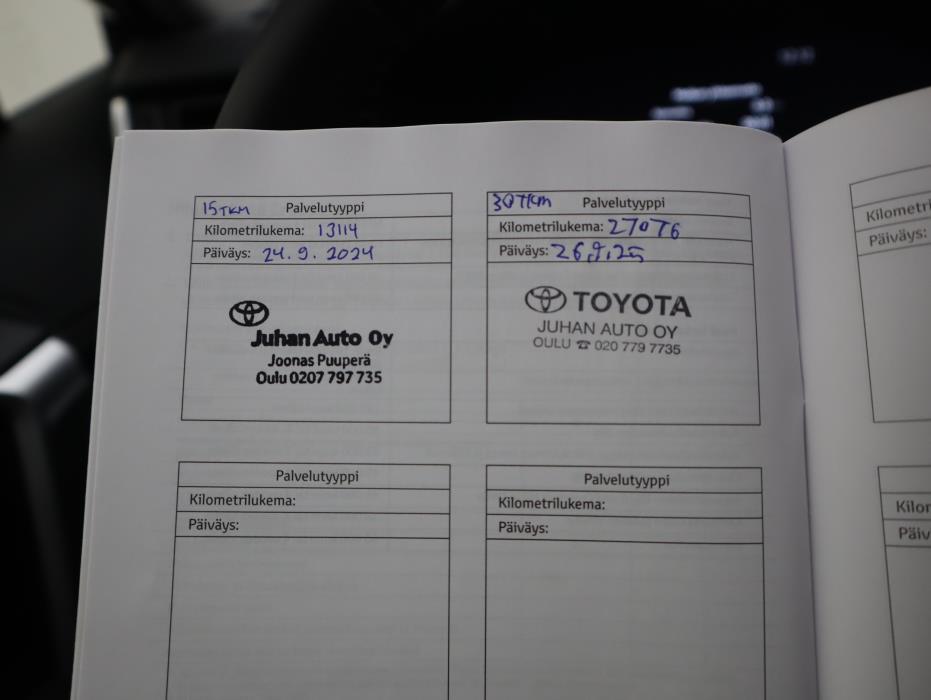 15TKM Palvelutyyppi
Kilometrilukema: 13114
Päiväys: 24.9.2024
Juhan Auto Oy
Joonas Puuperä
Oulu 0207 797 735
30TKm Palvelutyyppi
Kilometrilukema: 27076
Päiväys: 26.9.25
TOYOTA
JUHAN AUTO OY
OULU ☎ 020 779 7735
Palvelutyyppi
Kilometrilukema:
Päiväys:
Palvelutyyppi
Kilometrilukema:
Päiväys:
Kilometri
Päiväys:
Kilom
Päiv